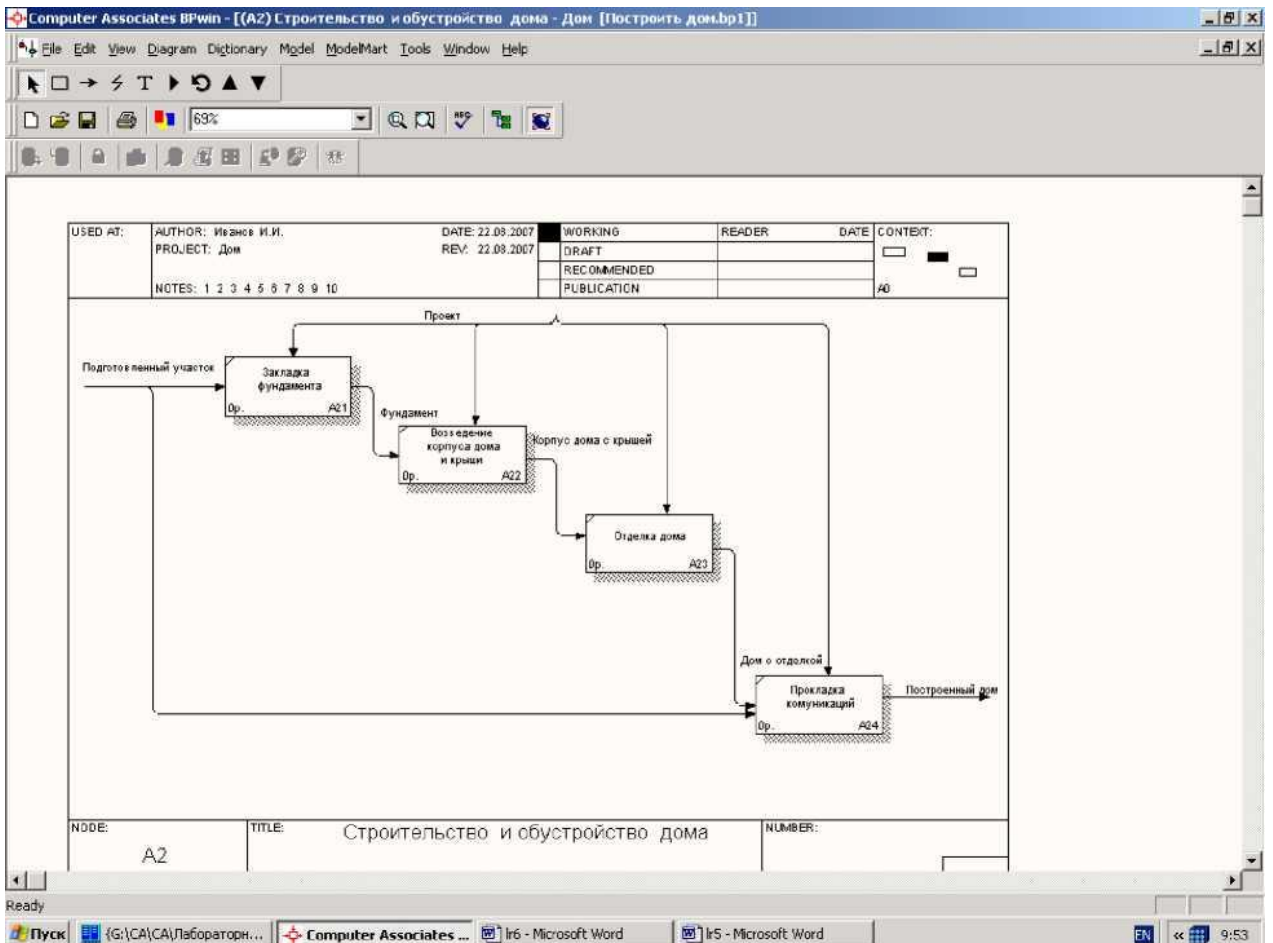 Computer Associates BPwin - [(A2) Строительство и обустройство дома - Дом [Построить дом.bp1]]
File Edit View Diagram Dictionary Model ModelMart Tools Window Help
69%
USED AT: AUTHOR: Иванов И.И. DATE: 22.08.2007 WORKING READER DATE CONTEXT:
PROJECT: Дом REV: 22.08.2007 DRAFT
RECOMMENDED
NOTES: 1 2 3 4 5 6 7 8 9 10 PUBLICATION A0
Проект
Подготовленный участок
Закладка
фундамента
0р. A21
Фундамент
Возведение
корпуса дома
и крыши
0р. A22
Корпус дома с крышей
Отделка дома
0р. A23
Дом с отделкой
Прокладка
комуникаций
0р. A24
Построенный дом
NODE: TITLE: Строительство и обустройство дома NUMBER:
A2
Ready
Пуск {G:\CA\CA\Лабораторн... Computer Associates ... lr6 - Microsoft Word lr5 - Microsoft Word EN « 9:53